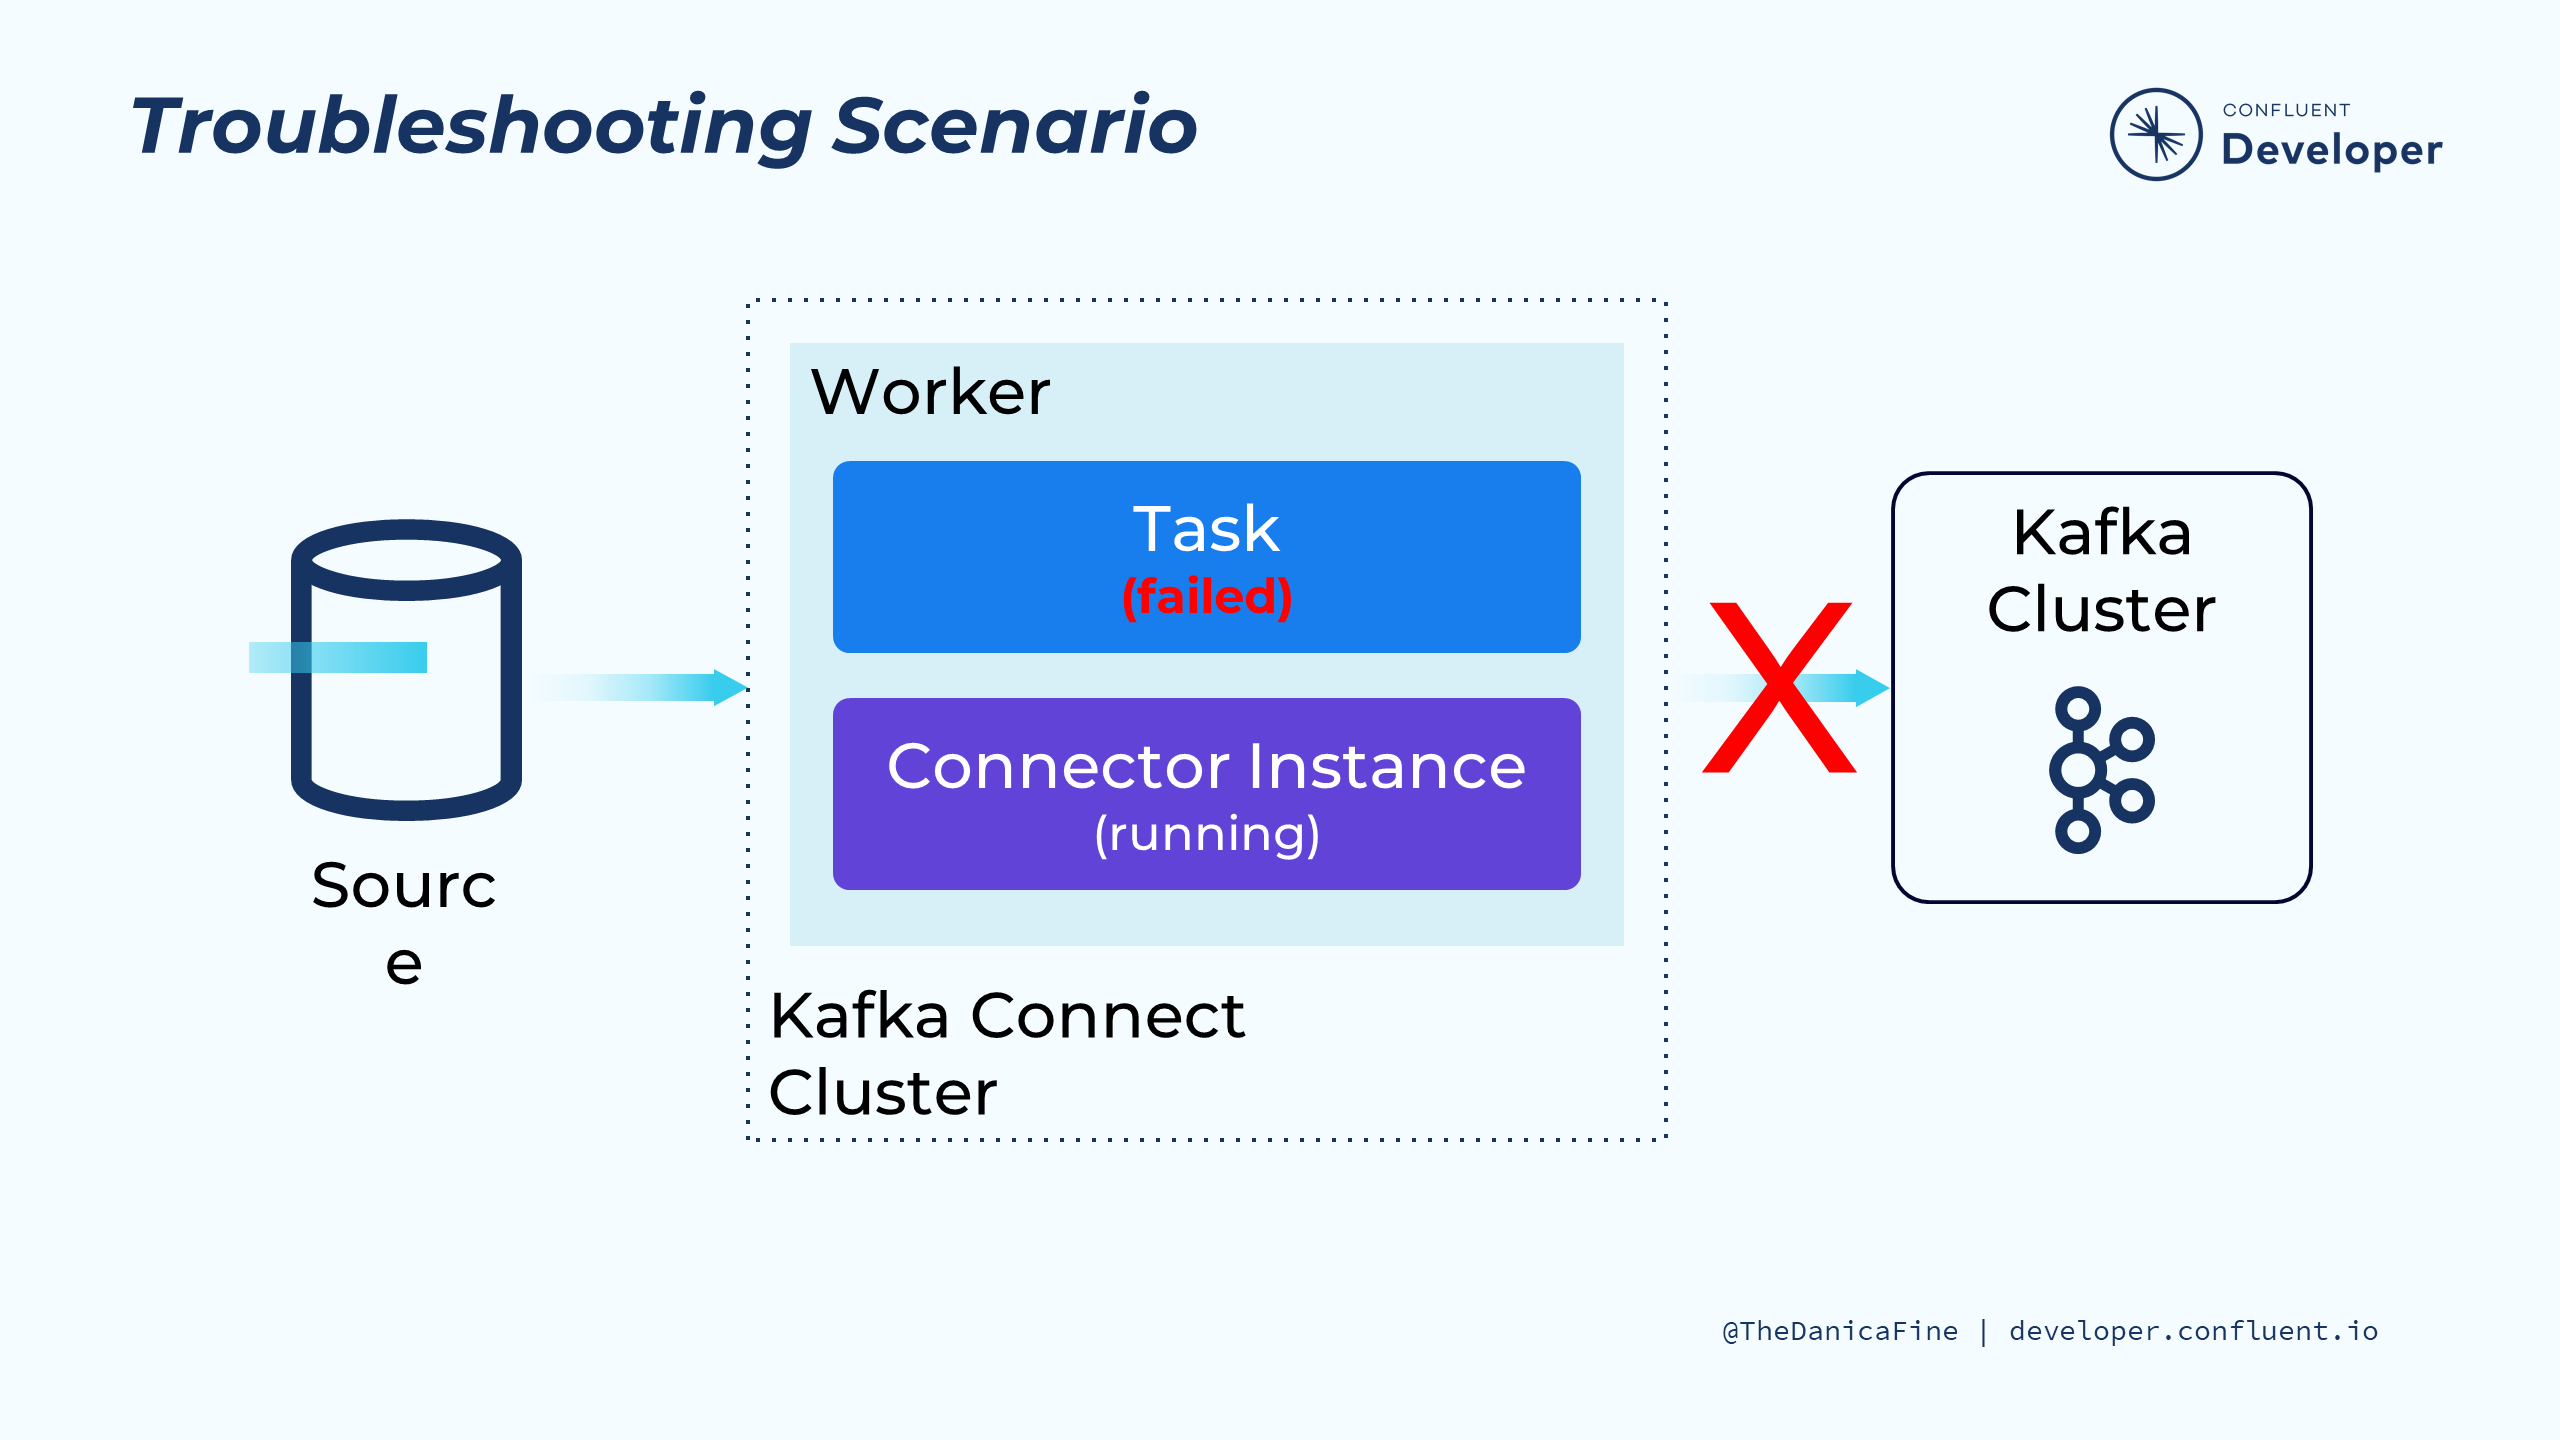 Troubleshooting Scenario
CONFLUENT
Developer
Worker
Task
(failed)
Connector Instance
(running)
Kafka Connect
Cluster
Sourc
e
X
Kafka
Cluster
@TheDanicaFine | developer.confluent.io